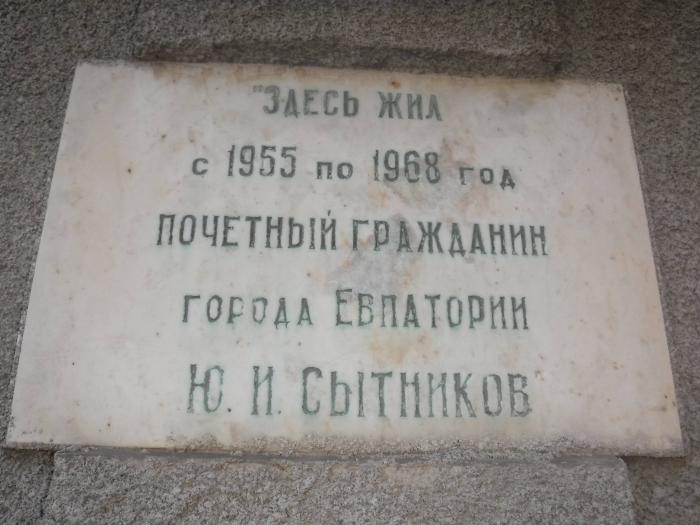 "Здесь жил
с 1955 по 1968 год
почетный гражданин
города Евпатории
Ю. И. Сытников